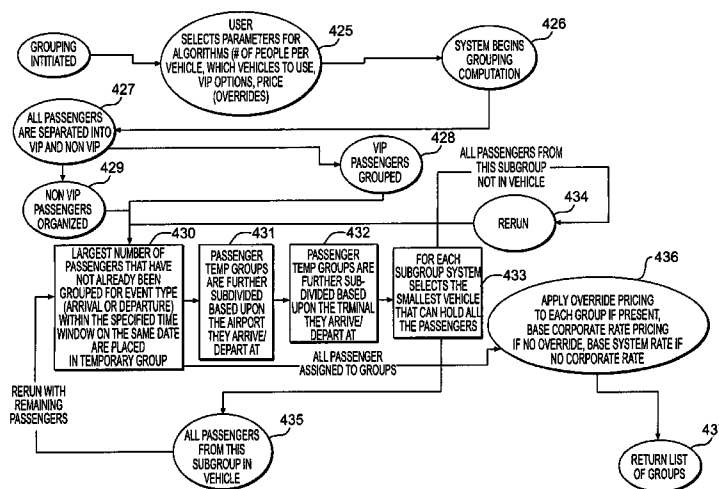 GROUPING
INTITIATED
425
USER
SELECTS PARAMETERS FOR
ALGORITHMS (# OF PEOPLE PER
VEHICLE, WHICH VEHICLES TO USE,
VIP OPTIONS, PRICE
(OVERRIDES)
426
SYSTEM BEGINS
GROUPING
COMPUTATION
427
ALL PASSENGERS
ARE SEPARATED INTO
VIP AND NON VIP
428
VIP
PASSENGERS
GROUPED
429
NON VIP
PASSENGERS
ORGANIZED
ALL PASSENGERS FROM
THIS SUBGROUP
NOT IN VEHICLE
434
RERUN
430
LARGEST NUMBER OF
PASSENGERS THAT HAVE
NOT ALREADY BEEN
GROUPED FOR EVENT TYPE
(ARRIVAL OR DEPARTURE)
WITHIN THE SPECIFIED TIME
WINDOW ON THE SAME DATE
ARE PLACED
IN TEMPORARY GROUP
431
PASSENGER
TEMP GROUPS
ARE FURTHER
SUBDIVIDED
BASED UPON
THE AIRPORT
THEY ARRIVE/
DEPART AT
432
PASSENGER
TEMP GROUPS
ARE FURTHER
SUB-
DIVIDED BASED
UPON THE TRMINAL
THEY ARRIVE/
DEPART AT
433
FOR EACH
SUBGROUP SYSTEM
SELECTS THE
SMALLEST VEHICLE
THAT CAN HOLD ALL
THE PASSENGERS
436
APPLY OVERRIDE PRICING
TO EACH GROUP IF PRESENT,
BASE CORPORATE RATE PRICING
IF NO OVERRIDE, BASE SYSTEM RATE IF
NO CORPORATE RATE
ALL PASSENGER
ASSIGNED TO GROUPS
RERUN WITH
REMAINING
PASSENGERS
435
ALL PASSENGERS
FROM THIS
SUBGROUP IN
VEHICLE
RETURN LIST
OF GROUPS